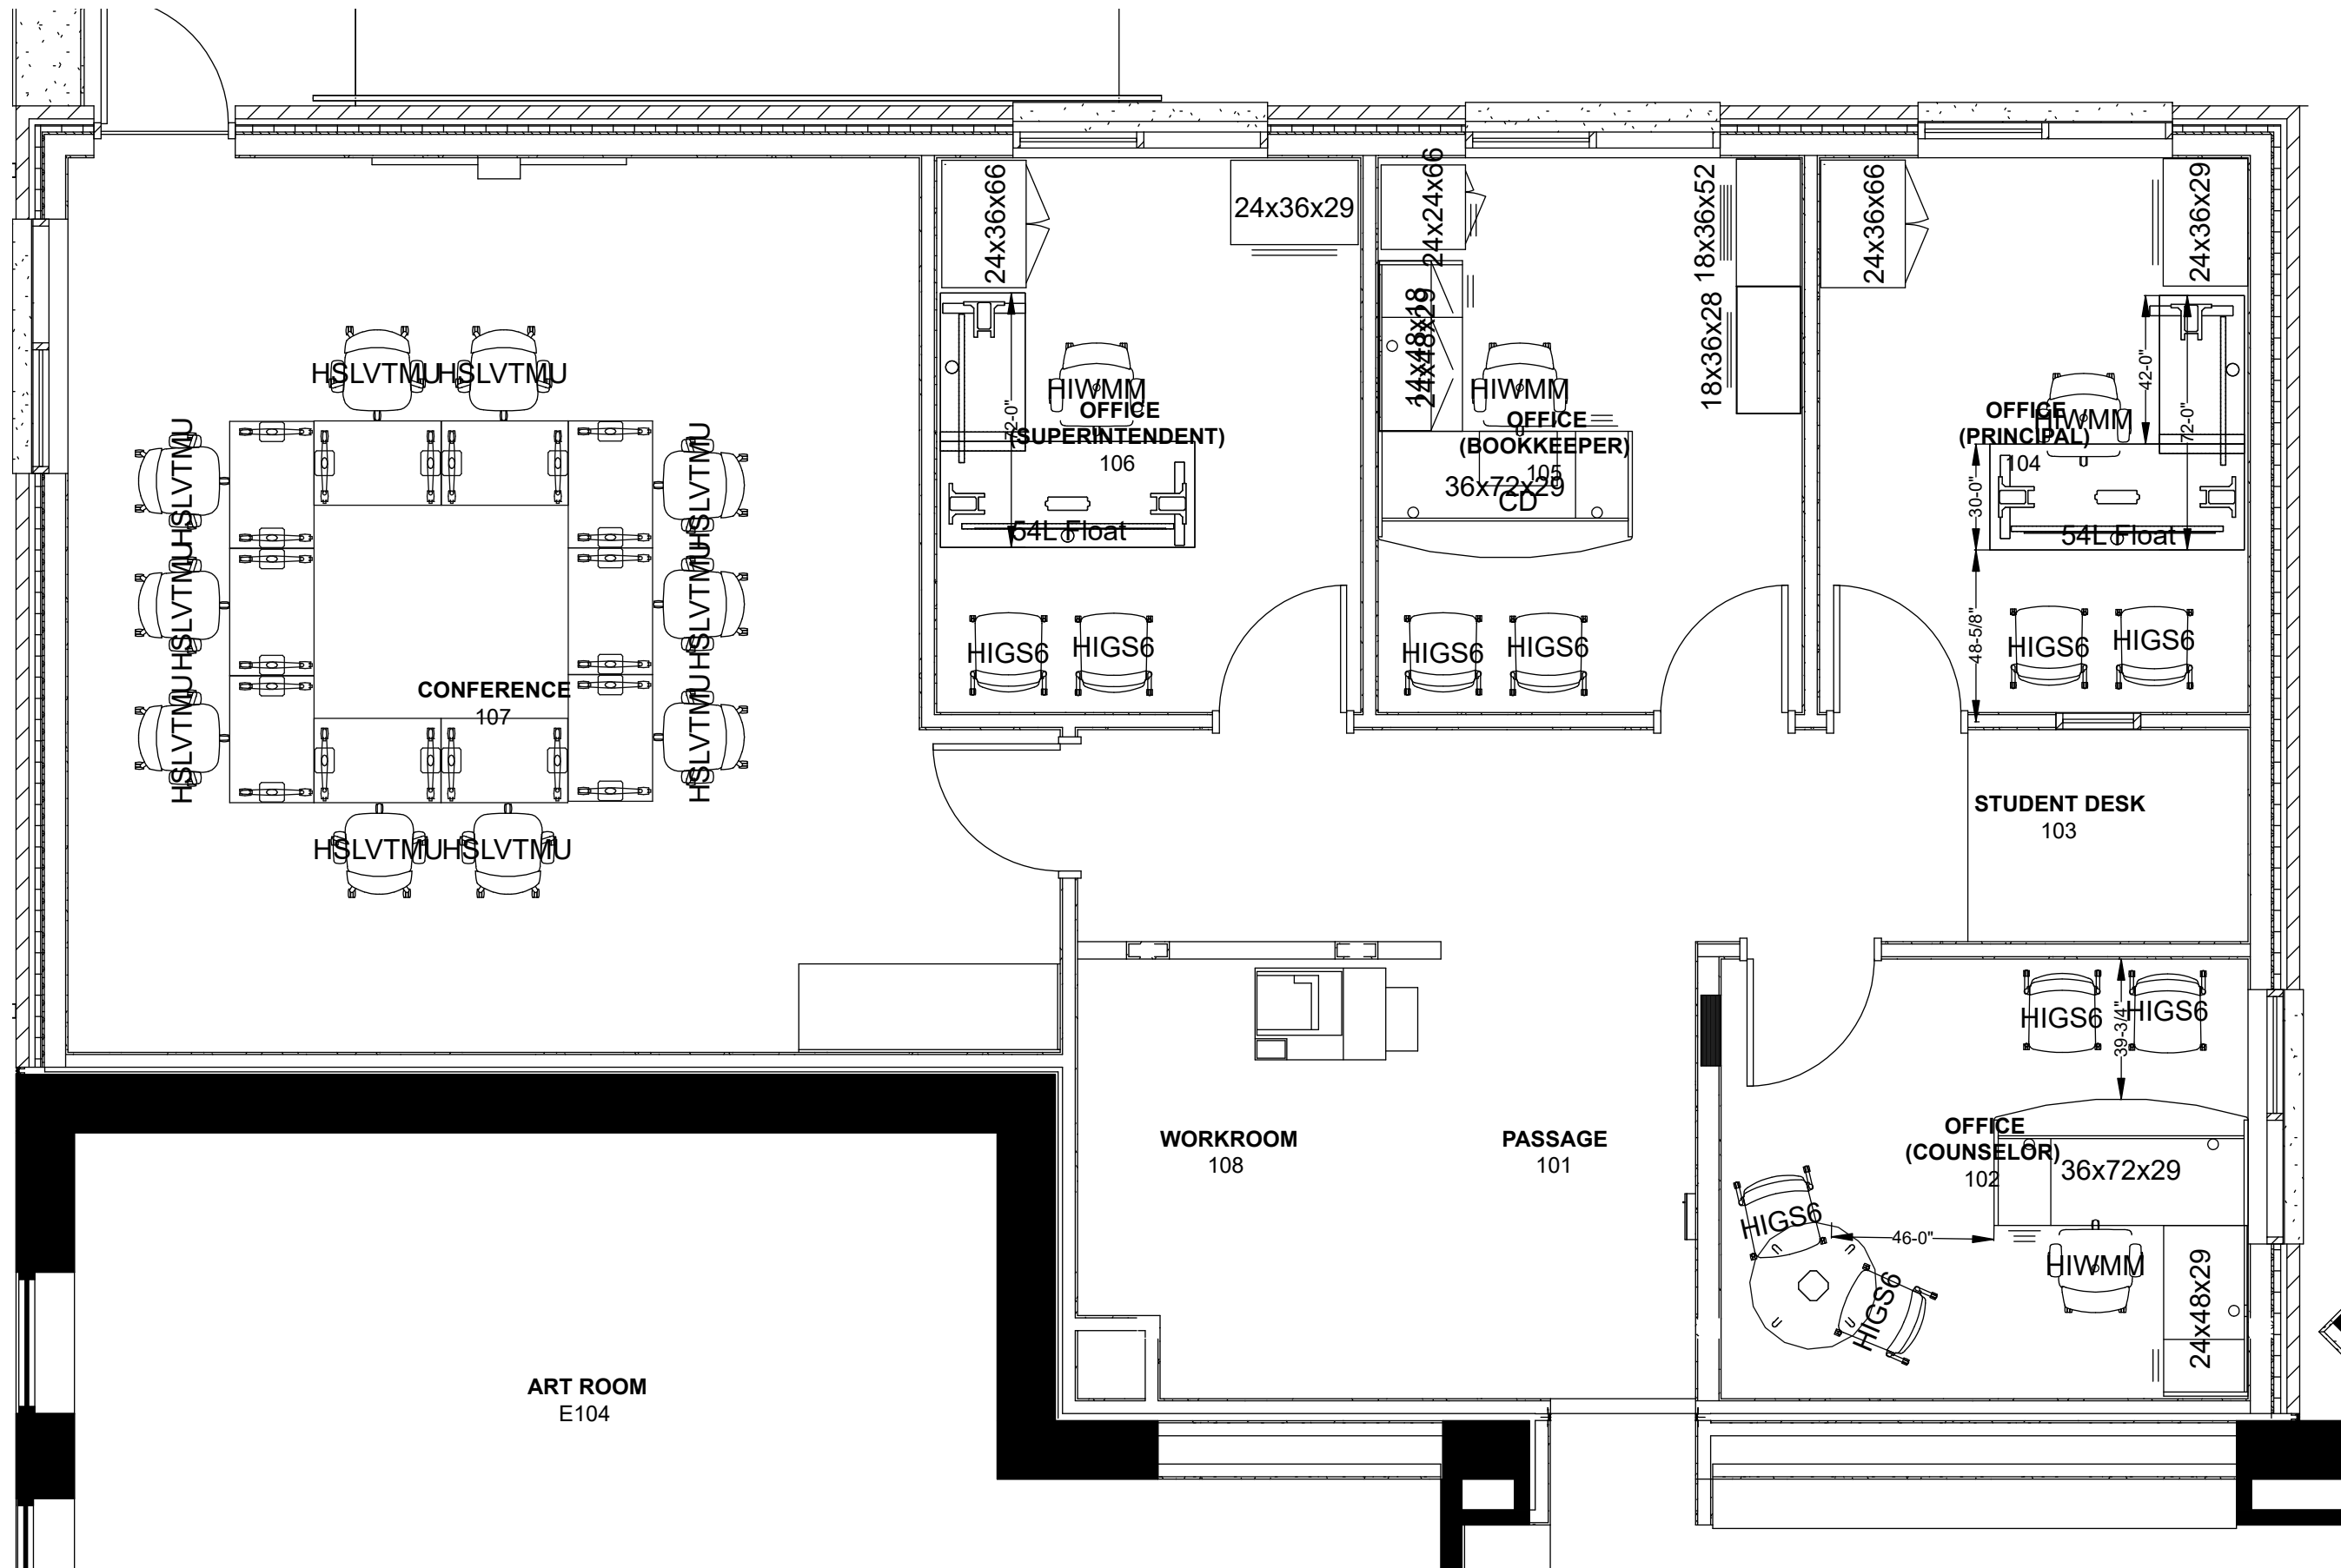 24x36x66
24x36x29
24x24x66
18x36x52
24x36x66
24x36x29
14x48x18
24x48x29
18x36x28
HSLVTMU
HSLVTMU
HIWMM
HIWMM
HIWMM
42-0"
72-0"
72-0"
OFFICE
(SUPERINTENDENT)
106
OFFICE
(BOOKKEEPER)
105
36x72x29
CD
OFFICE
(PRINCIPAL)
104
30-0"
54L Float
54L Float
HSLVTMU
HSLVTMU
HSLVTMU
HSLVTMU
HSLVTMU
HSLVTMU
HIGS6
HIGS6
HIGS6
HIGS6
48-5/8"
HIGS6
HIGS6
CONFERENCE
107
HSLVTMU
HSLVTMU
STUDENT DESK
103
HIGS6
HIGS6
39-3/4"
WORKROOM
108
PASSAGE
101
OFFICE
(COUNSELOR)
102
36x72x29
HIGS6
46-0"
HIWMM
HIGS6
24x48x29
ART ROOM
E104